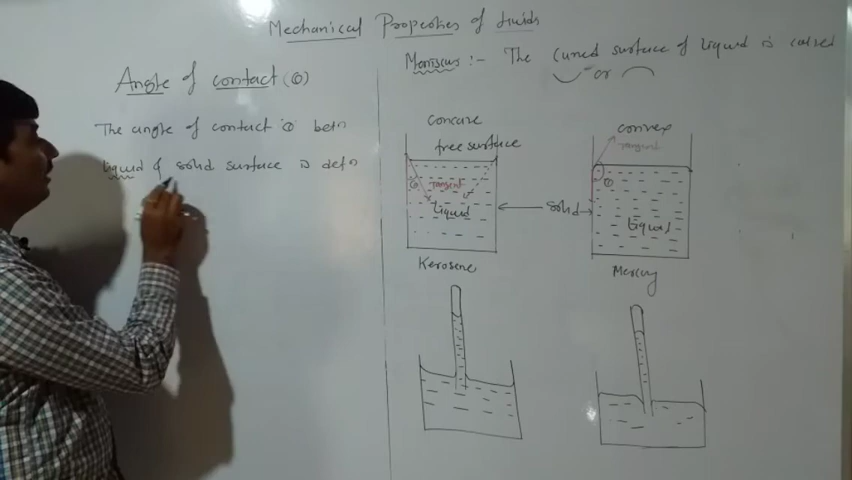 Mechanical Properties of fluids
Angle of contact (θ)
The angle of contact θ betn
liquid & solid surface is defn
Meniscus :- The curved surface of liquid is called
or
concave
free surface
θ
Tangent
Liquid
Kerosene
solid
convex
Tangent
θ
Liquid
Mercury